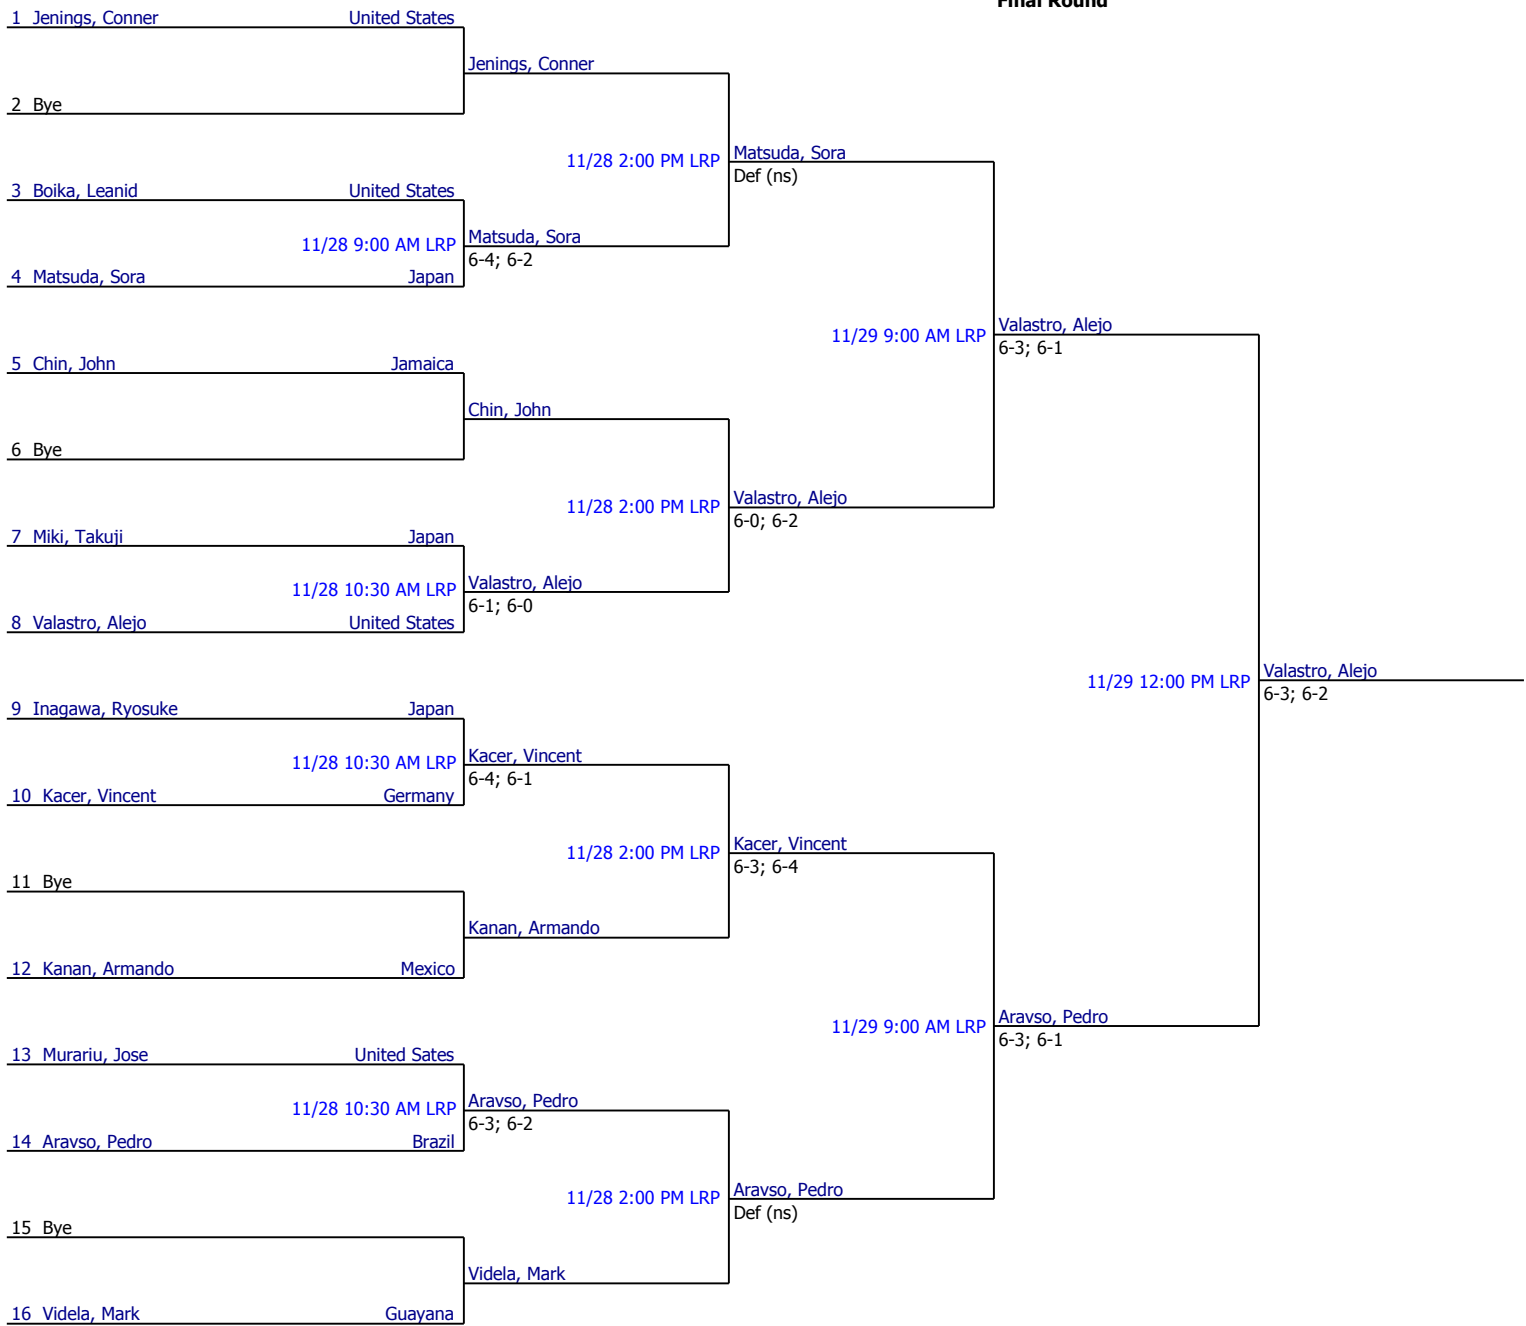 Final Round
1 Jenings, Conner United States
Jenings, Conner
2 Bye
11/28 2:00 PM LRP Matsuda, Sora
Def (ns)
3 Boika, Leanid United States
11/28 9:00 AM LRP Matsuda, Sora
6-4; 6-2
4 Matsuda, Sora Japan
11/29 9:00 AM LRP Valastro, Alejo
6-3; 6-1
5 Chin, John Jamaica
Chin, John
6 Bye
11/28 2:00 PM LRP Valastro, Alejo
6-0; 6-2
7 Miki, Takuji Japan
11/28 10:30 AM LRP Valastro, Alejo
6-1; 6-0
8 Valastro, Alejo United States
11/29 12:00 PM LRP Valastro, Alejo
6-3; 6-2
9 Inagawa, Ryosuke Japan
11/28 10:30 AM LRP Kacer, Vincent
6-4; 6-1
10 Kacer, Vincent Germany
11/28 2:00 PM LRP Kacer, Vincent
6-3; 6-4
11 Bye
Kanan, Armando
12 Kanan, Armando Mexico
11/29 9:00 AM LRP Aravso, Pedro
6-3; 6-1
13 Murariu, Jose United Sates
11/28 10:30 AM LRP Aravso, Pedro
6-3; 6-2
14 Aravso, Pedro Brazil
11/28 2:00 PM LRP Aravso, Pedro
Def (ns)
15 Bye
Videla, Mark
16 Videla, Mark Guayana